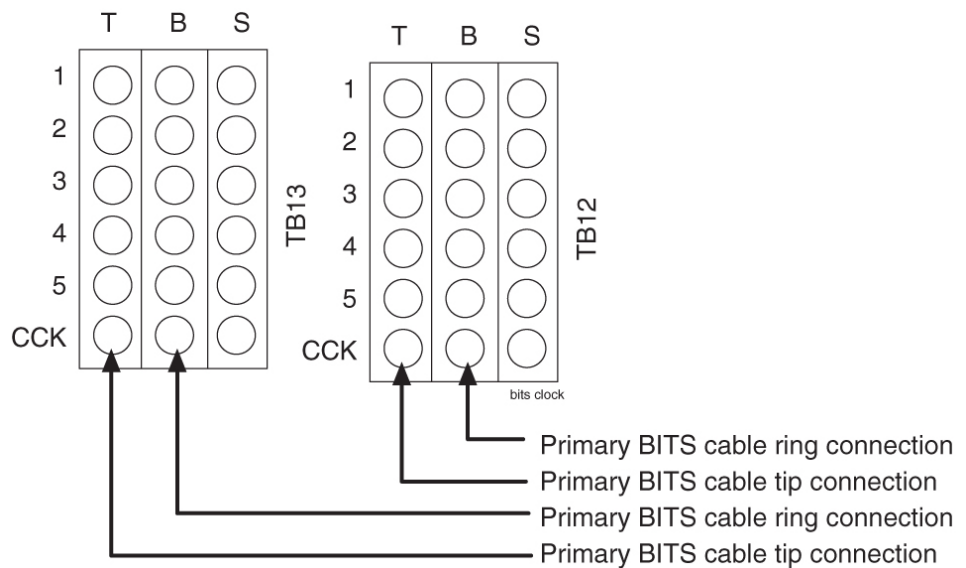 T B S
1
2
3
4
5
CCK
TB13
T B S
1
2
3
4
5
CCK
TB12
bits clock
Primary BITS cable ring connection
Primary BITS cable tip connection
Primary BITS cable ring connection
Primary BITS cable tip connection